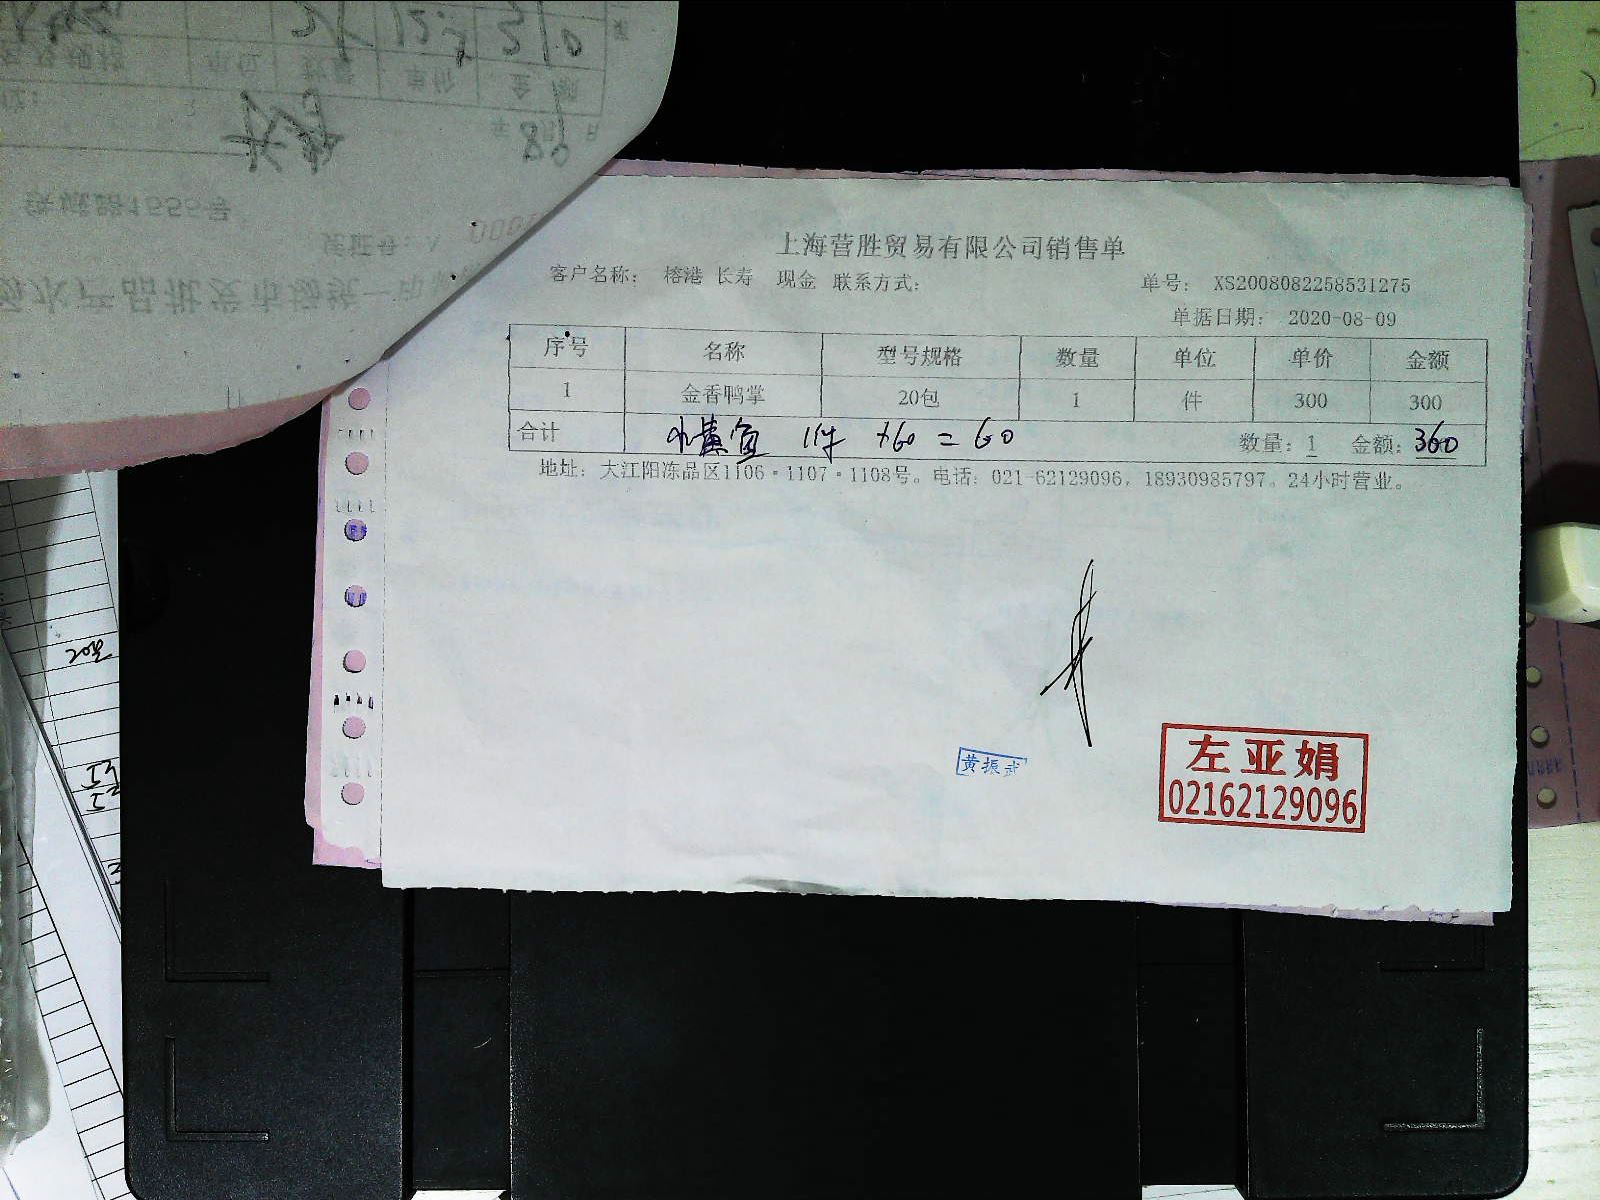 上海营胜贸易有限公司销售单
客户名称： 榕港 长寿 现金 联系方式： 单号： XS2008082258531275
单据日期： 2020-08-09
序号 名称 型号规格 数量 单位 单价 金额
1 金香鸭掌 20包 1 件 300 300
合计 小黄鱼 1件 ×60 = 60 数量：1 金额：360
地址：大江阳冻品区1106·1107·1108号。电话：021-62129096，18930985797。24小时营业。
黄振武
左亚娟
02162129096